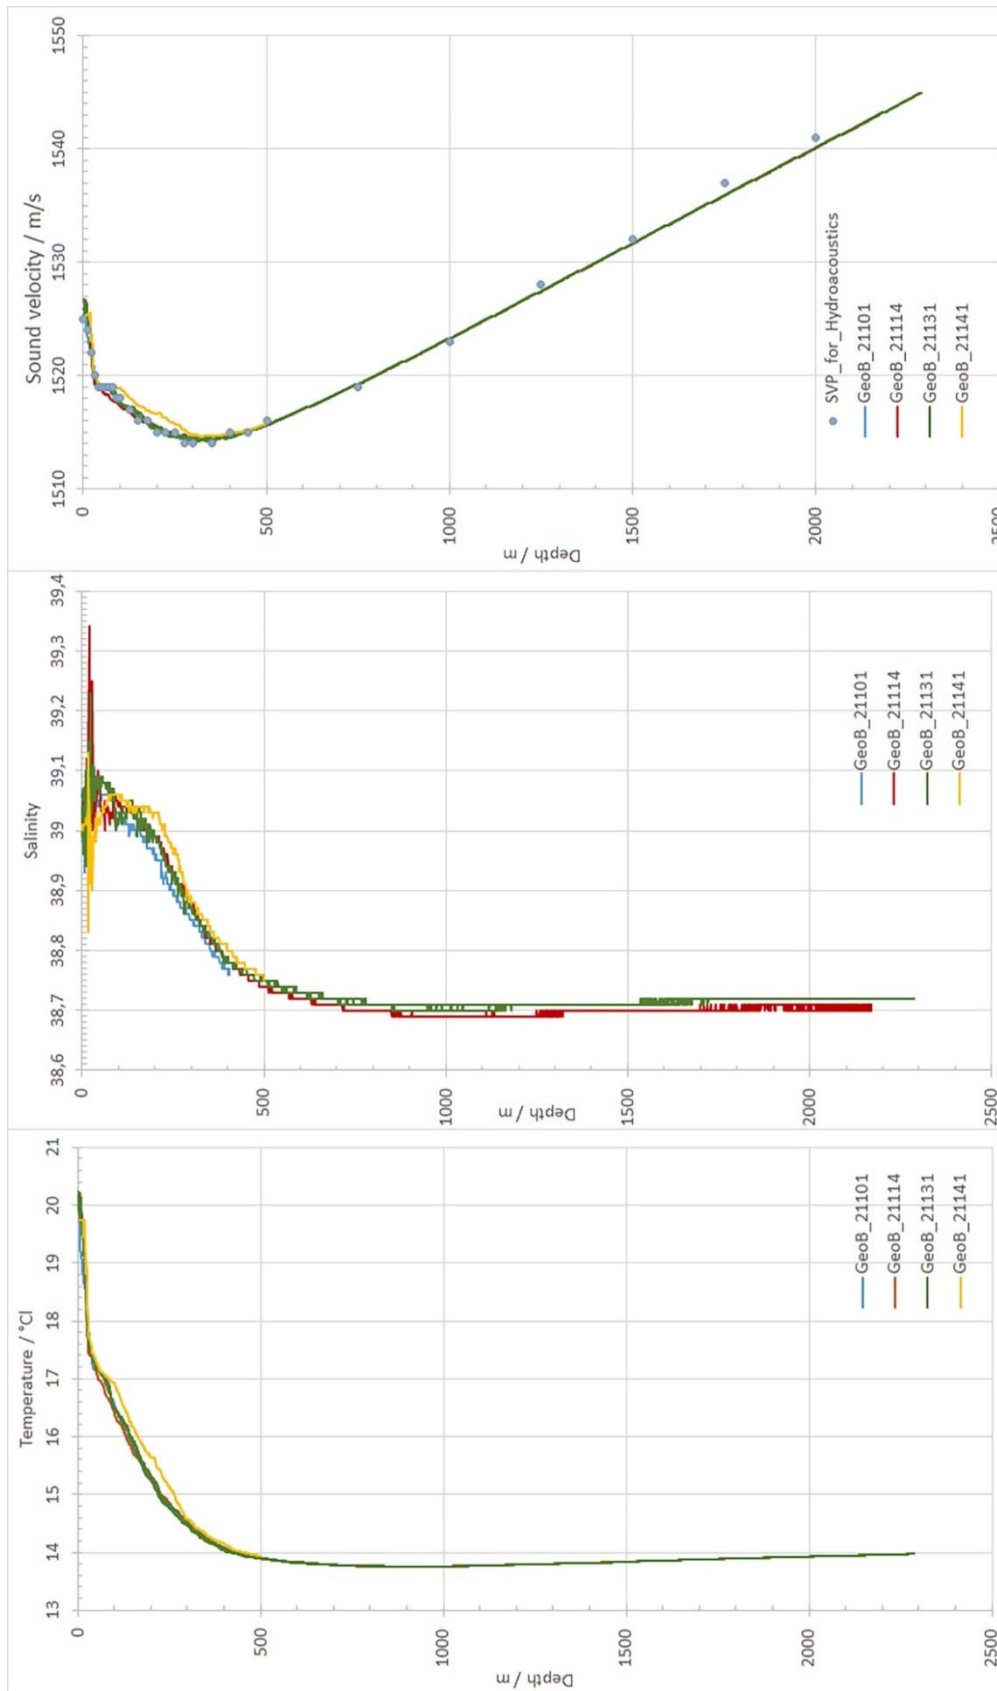 Temperature / °Cl
13 14 15 16 17 18 19 20 21
0
500
1000
1500
2000
2500
Depth / m
GeoB_21101
GeoB_21114
GeoB_21131
GeoB_21141
Salinity
38,6 38,7 38,8 38,9 39 39,1 39,2 39,3 39,4
0
500
1000
1500
2000
2500
Depth / m
GeoB_21101
GeoB_21114
GeoB_21131
GeoB_21141
Sound velocity / m/s
1510 1520 1530 1540 1550
0
500
1000
1500
2000
2500
Depth / m
SVP_for_Hydroacoustics
GeoB_21101
GeoB_21114
GeoB_21131
GeoB_21141